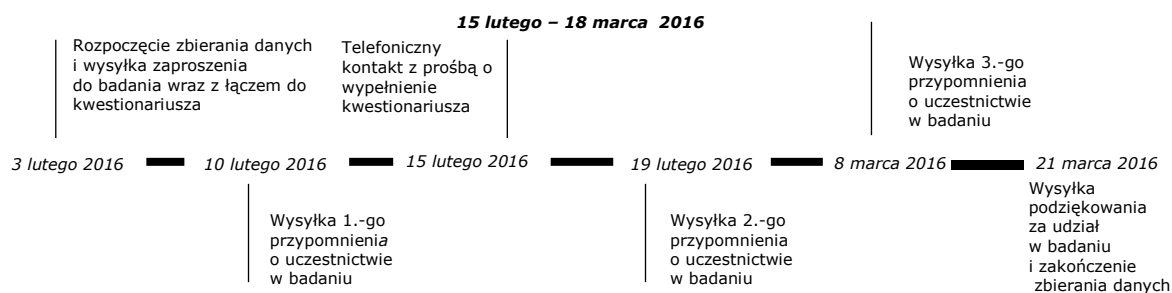 15 lutego – 18 marca 2016
Rozpoczęcie zbierania danych
i wysyłka zaproszenia
do badania wraz z łączem do
kwestionariusza
Telefoniczny
kontakt z prośbą o
wypełnienie
kwestionariusza
Wysyłka 3.-go
przypomnienia
o uczestnictwie
w badaniu
3 lutego 2016
10 lutego 2016
15 lutego 2016
19 lutego 2016
8 marca 2016
21 marca 2016
Wysyłka 1.-go
przypomnienia
o uczestnictwie
w badaniu
Wysyłka 2.-go
przypomnienia
o uczestnictwie
w badaniu
Wysyłka
podziękowania
za udział
w badaniu
i zakończenie
zbierania danych